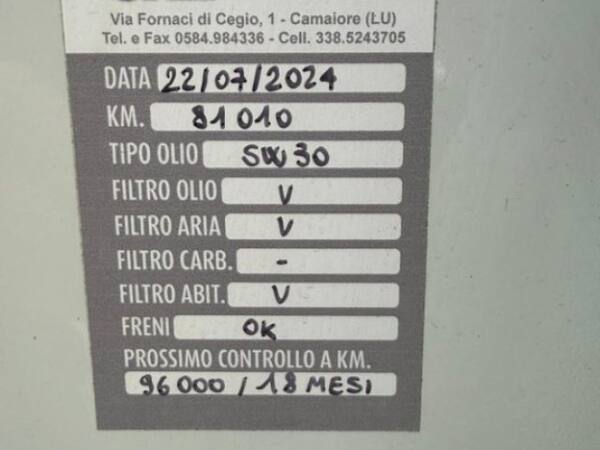 Via Fornaci di Cegio, 1 - Camaiore (LU)
Tel. e Fax 0584.984336 - Cell. 338.5243705
DATA 22/07/2024
KM. 81010
TIPO OLIO 5W30
FILTRO OLIO V
FILTRO ARIA V
FILTRO CARB. -
FILTRO ABIT. V
FRENI OK
PROSSIMO CONTROLLO A KM.
96000 / 18 MESI